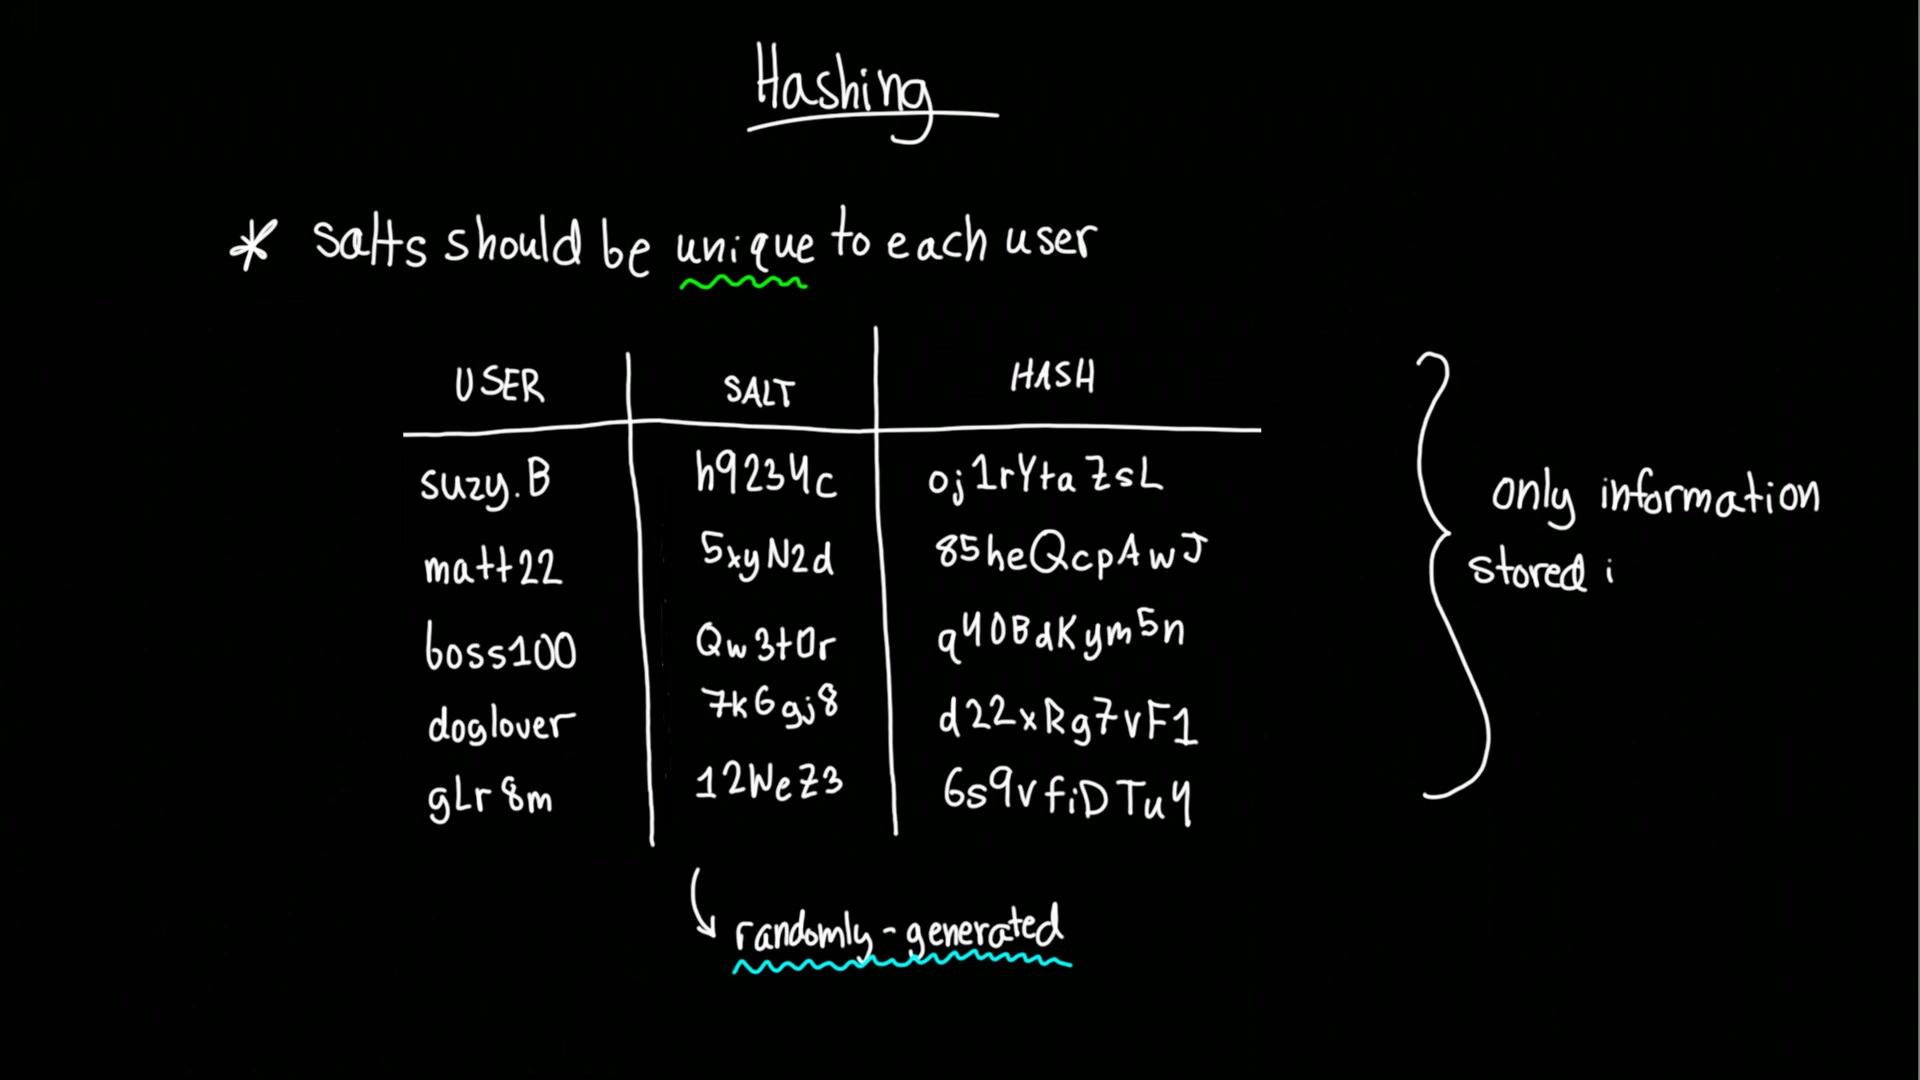 Hashing
* salts should be unique to each user
USER SALT HASH
suzy.B h9234c oj1rYtaZsL
matt22 5xyN2d 85heQcpAwJ
boss100 Qw3t0r q40BdKym5n
doglover 7k6gj8 d22xRg7vF1
gLr8m 12WeZ3 6s9vfiDTu4
only information
stored i
randomly-generated